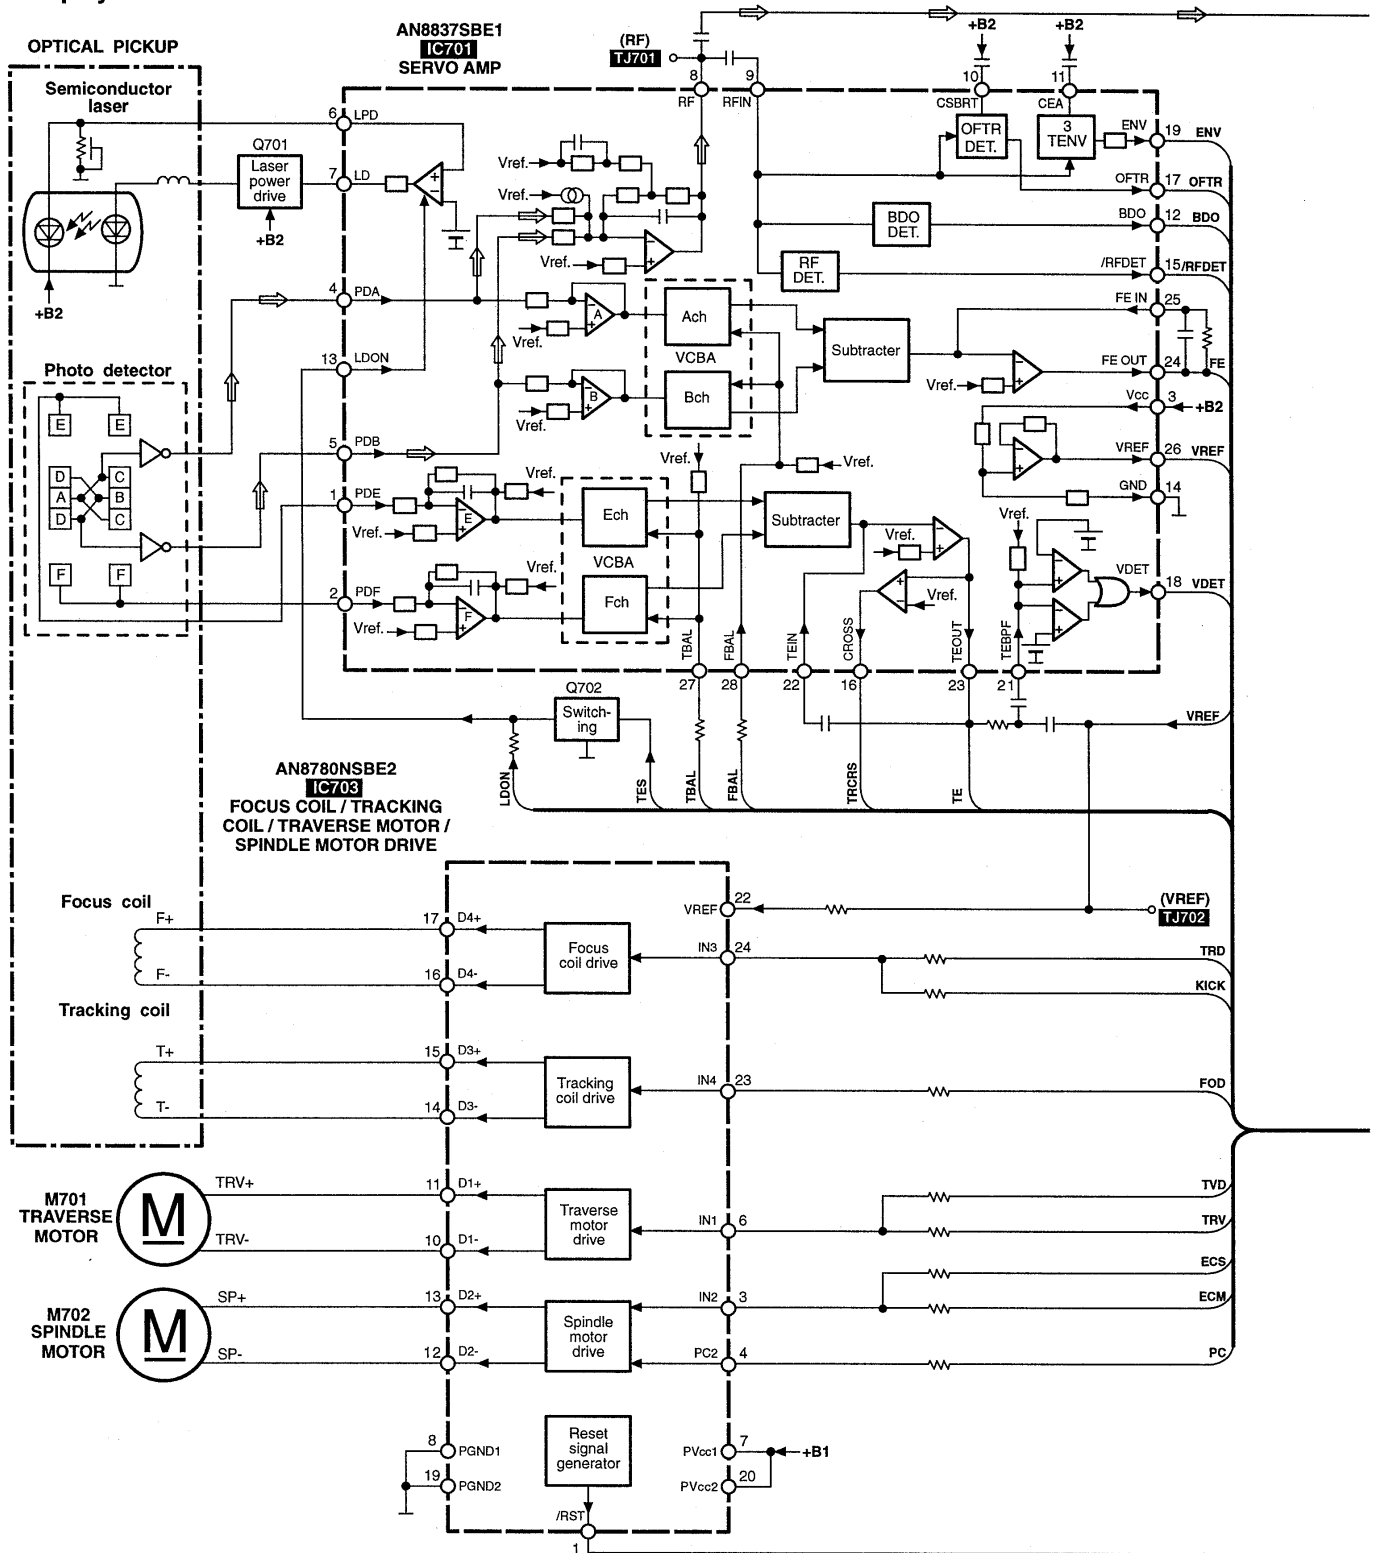 OPTICAL PICKUP
Semiconductor
laser
+B2
Photo detector
E
E
D
C
A
B
D
C
F
F
Q701
Laser
power
drive
+B2
AN8837SBE1
IC701
SERVO AMP
(RF)
TJ701
8
RF
9
RFIN
+B2
10
CSBRT
+B2
11
CEA
6
LPD
7
LD
4
PDA
13
LDON
5
PDB
1
PDE
2
PDF
+
-
Vref.
Vref.
Vref.
-
+
Vref.
-
A
+
Vref.
-
B
+
Ach
VCBA
Bch
Subtracter
OFTR
DET.
3
TENV
BDO
DET.
RF
DET.
ENV
19
ENV
OFTR
17
OFTR
BDO
12
BDO
/RFDET
15
/RFDET
FE IN
25
FE OUT
24
FE
Vref.
-
+
Vcc
3
+B2
-
+
VREF
26
VREF
GND
14
Vref.
Vref.
Vref.
Vref.
-
E
+
Vref.
Vref.
-
F
+
Ech
VCBA
Fch
Subtracter
Vref.
-
+
+
-
Vref.
Vref.
-
+
-
+
VDET
18
VDET
TBAL
FBAL
TEIN
CROSS
TEOUT
TEBPF
27
28
22
16
23
21
VREF
Q702
Switch-
ing
LDON
TES
TBAL
FBAL
TRCRS
TE
AN8780NSBE2
IC703
FOCUS COIL / TRACKING
COIL / TRAVERSE MOTOR /
SPINDLE MOTOR DRIVE
VREF
22
(VREF)
TJ702
Focus coil
F+
17
D4+
F-
16
D4-
Focus
coil drive
IN3
24
TRD
KICK
Tracking coil
T+
15
D3+
T-
14
D3-
Tracking
coil drive
IN4
23
FOD
M701
TRAVERSE
MOTOR
M
TRV+
11
D1+
TRV-
10
D1-
Traverse
motor
drive
IN1
6
TVD
TRV
M702
SPINDLE
MOTOR
M
SP+
13
D2+
SP-
12
D2-
Spindle
motor
drive
IN2
3
ECS
ECM
PC2
4
PC
8
PGND1
19
PGND2
Reset
signal
generator
PVcc1
7
+B1
PVcc2
20
/RST
1